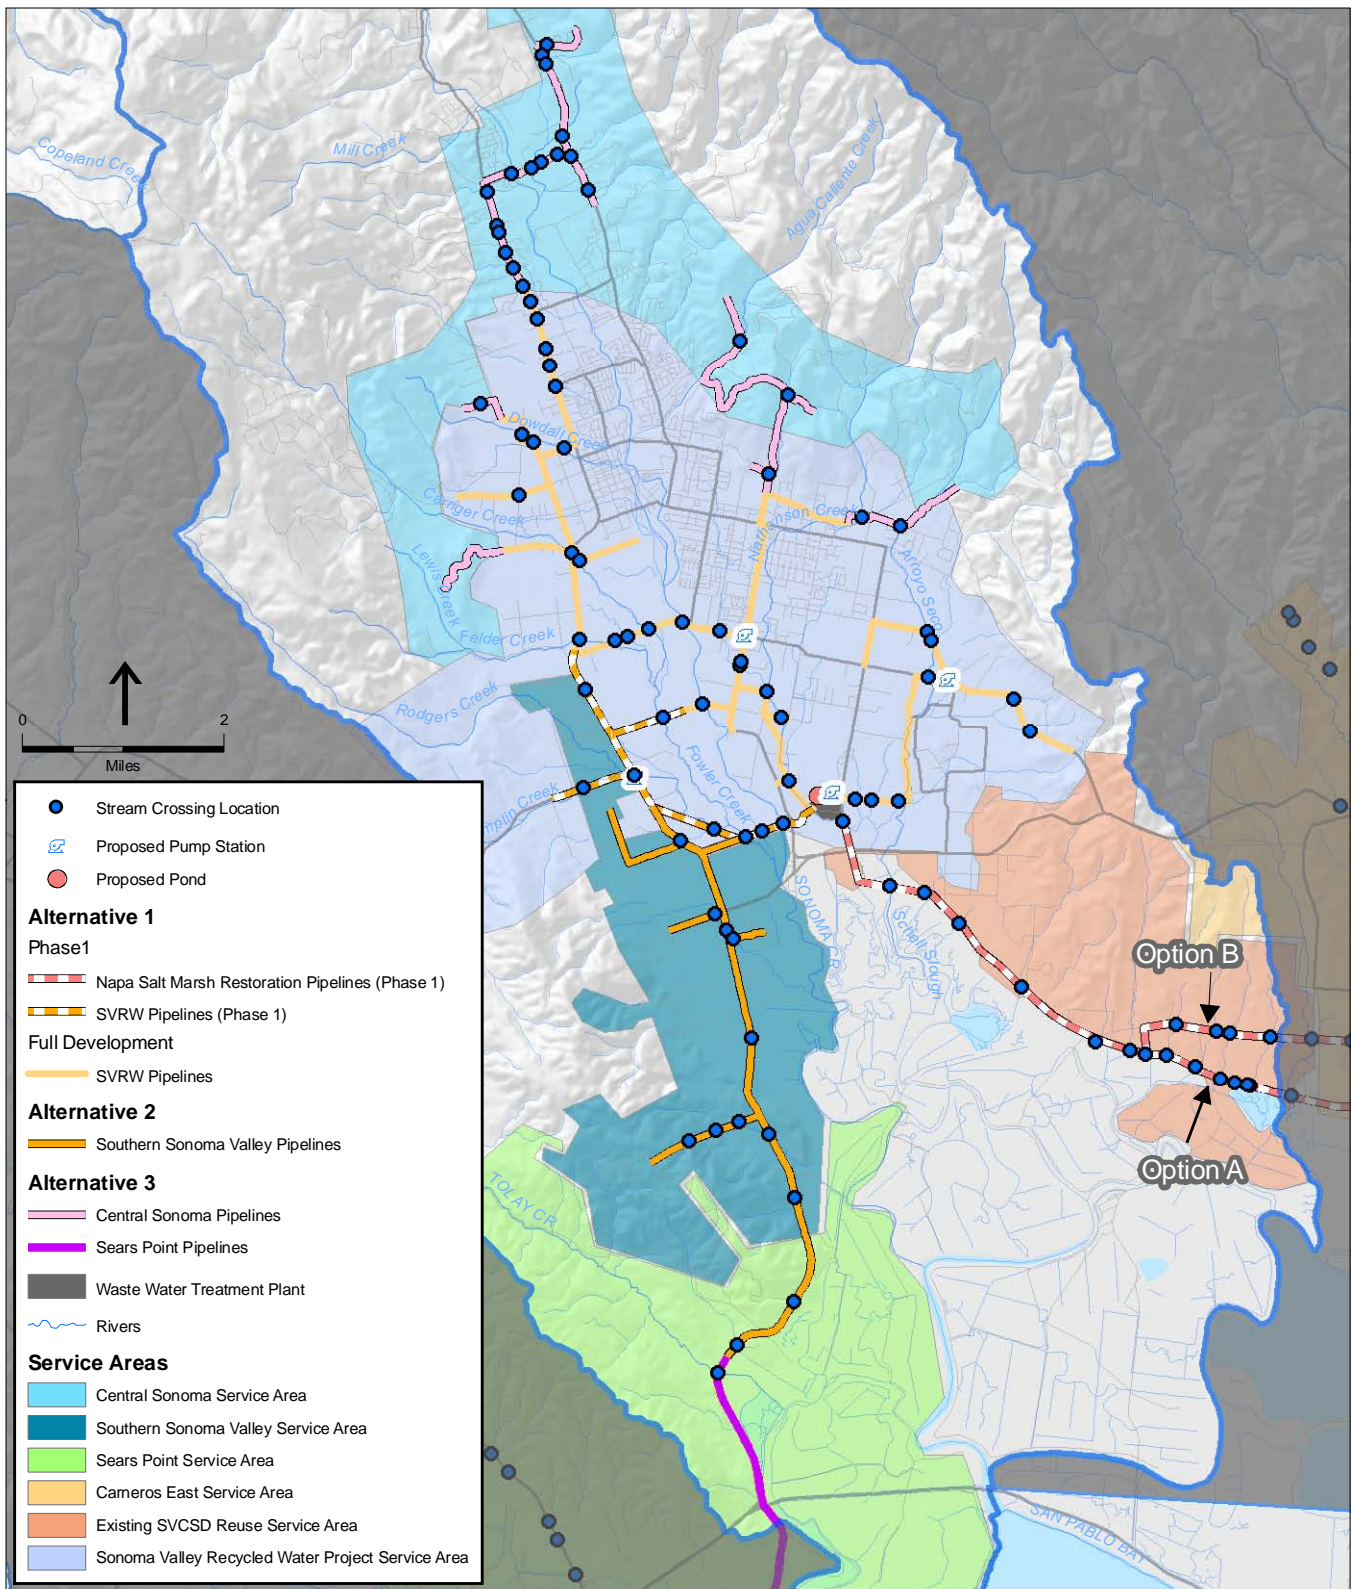 Copeland Creek
Mill Creek
Agua Caliente Creek
Dowdall Creek
Carriger Creek
Nathanson Creek
Lewis Creek
Arroyo Seco
Felder Creek
Rodgers Creek
0 2
Miles
Fowler Creek
Creek
SONOMA CR
Schell Slough
Option B
Option A
TOLAY CR
SAN PABLO BAY
Stream Crossing Location
Proposed Pump Station
Proposed Pond
Alternative 1
Phase1
Napa Salt Marsh Restoration Pipelines (Phase 1)
SVRW Pipelines (Phase 1)
Full Development
SVRW Pipelines
Alternative 2
Southern Sonoma Valley Pipelines
Alternative 3
Central Sonoma Pipelines
Sears Point Pipelines
Waste Water Treatment Plant
Rivers
Service Areas
Central Sonoma Service Area
Southern Sonoma Valley Service Area
Sears Point Service Area
Carneros East Service Area
Existing SVCSD Reuse Service Area
Sonoma Valley Recycled Water Project Service Area